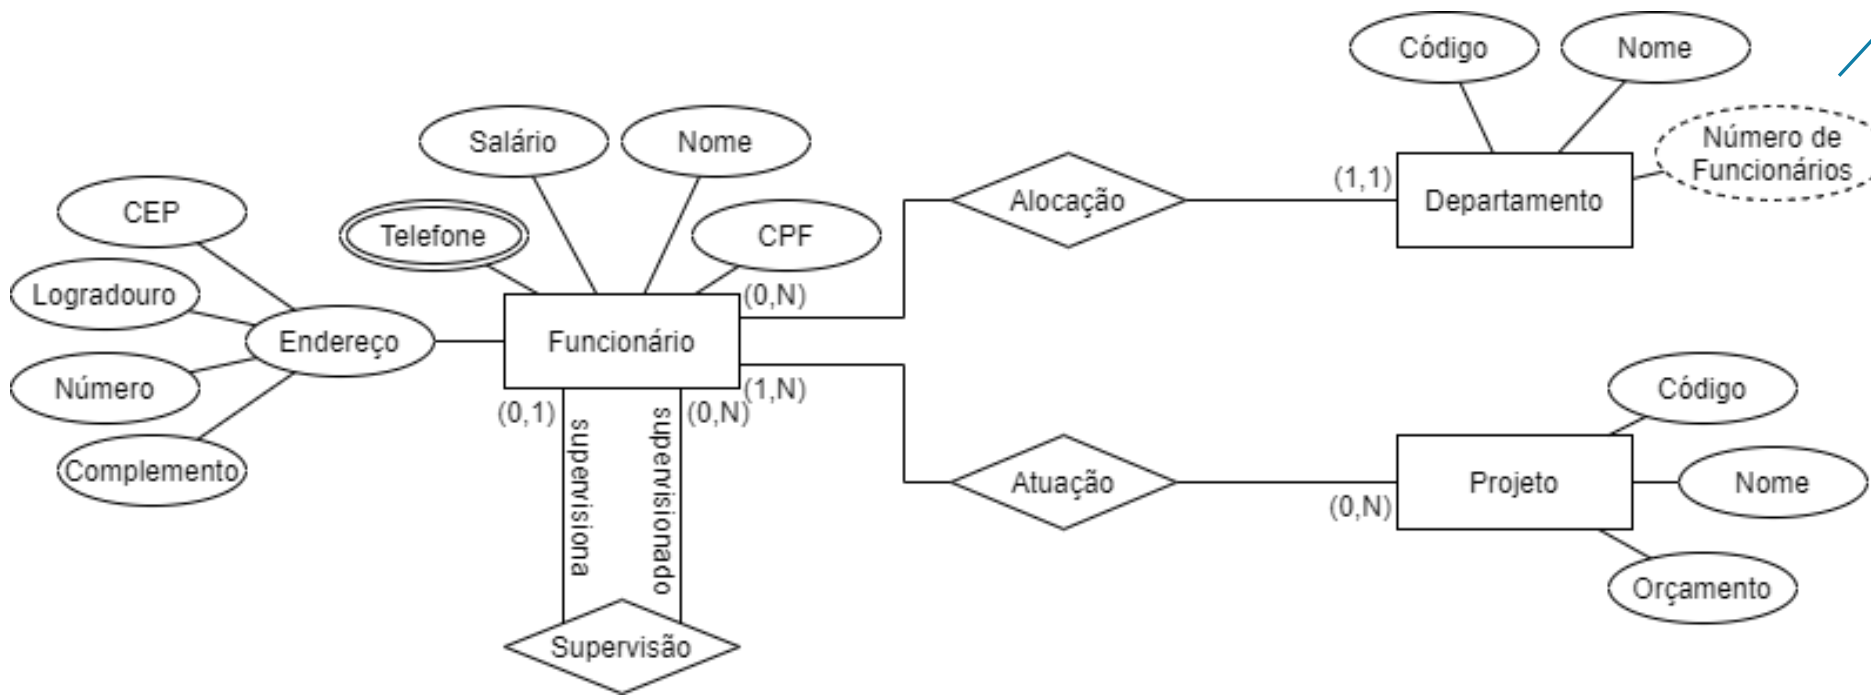 Código
Nome
Número de
Funcionários
Salário
Nome
Alocação
(1,1)
Departamento
CEP
Telefone
CPF
Logradouro
(0,N)
Endereço
Funcionário
Número
(0,1)
(0,N)
(1,N)
Complemento
supervisiona
supervisionado
Supervisão
Atuação
(0,N)
Projeto
Código
Nome
Orçamento